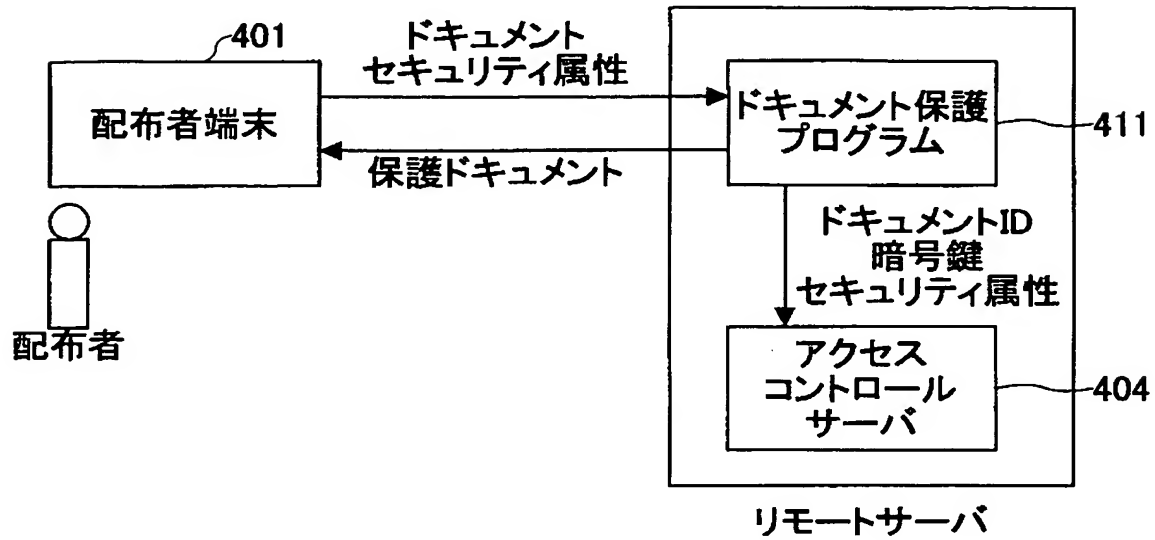 401
配布者端末
ドキュメント
セキュリティ属性
保護ドキュメント
配布者
ドキュメント保護
プログラム
411
ドキュメントID
暗号鍵
セキュリティ属性
アクセス
コントロール
サーバ
404
リモートサーバ